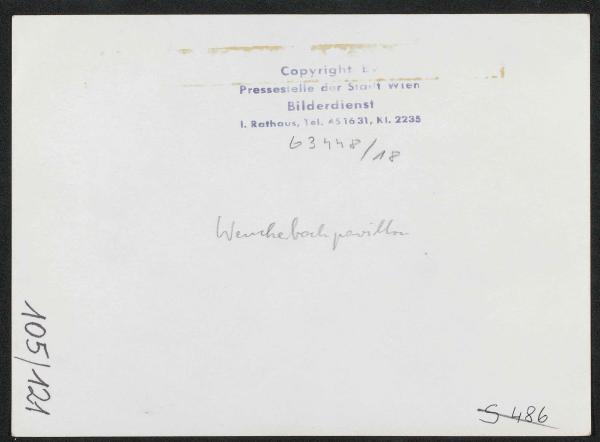 Copyright by
Pressestelle der Stadt Wien
Bilderdienst
I. Rathaus, Tel. 451631, Kl. 2235
63448/18
Wenckebachpavillon
105/121
S 486